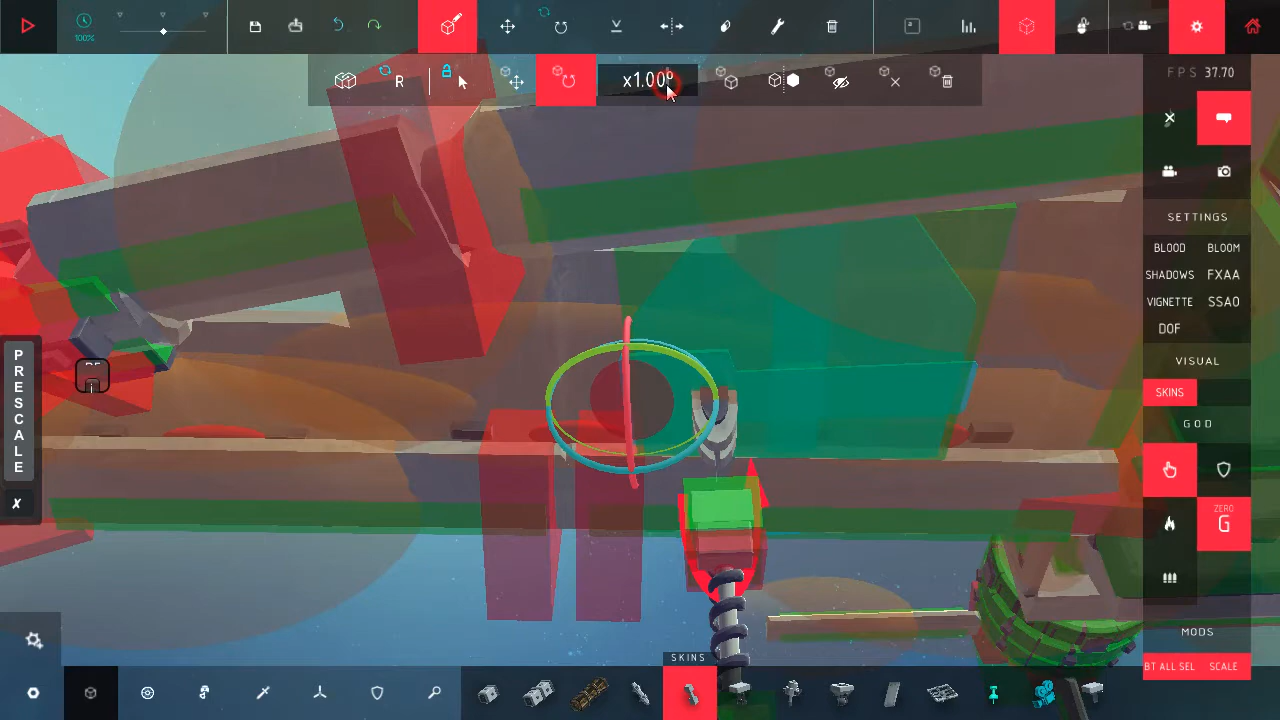 100%
R
x1.00º
FPS 37.70
SETTINGS
BLOOD BLOOM
SHADOWS FXAA
VIGNETTE SSAO
DOF
VISUAL
SKINS
GOD
ZERO
G
PRESCALE
✗
MODS
BT ALL SEL SCALE
SKINS